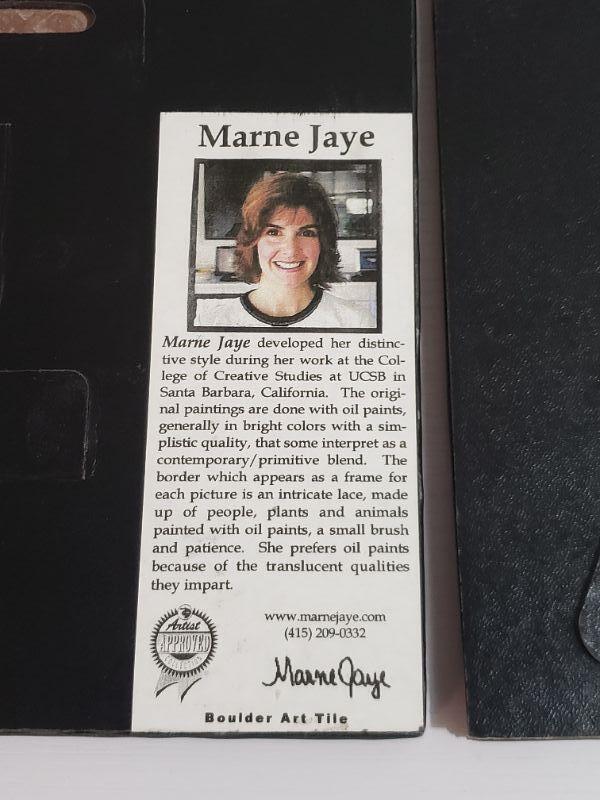 Marne Jaye
Marne Jaye developed her distinc-
tive style during her work at the Col-
lege of Creative Studies at UCSB in
Santa Barbara, California. The origi-
nal paintings are done with oil paints,
generally in bright colors with a sim-
plistic quality, that some interpret as a
contemporary/primitive blend. The
border which appears as a frame for
each picture is an intricate lace, made
up of people, plants and animals
painted with oil paints, a small brush
and patience. She prefers oil paints
because of the translucent qualities
they impart.
www.marnejaye.com
(415) 209-0332
Artist
APPROVED
COLLECTION
Marne Jaye
Boulder Art Tile